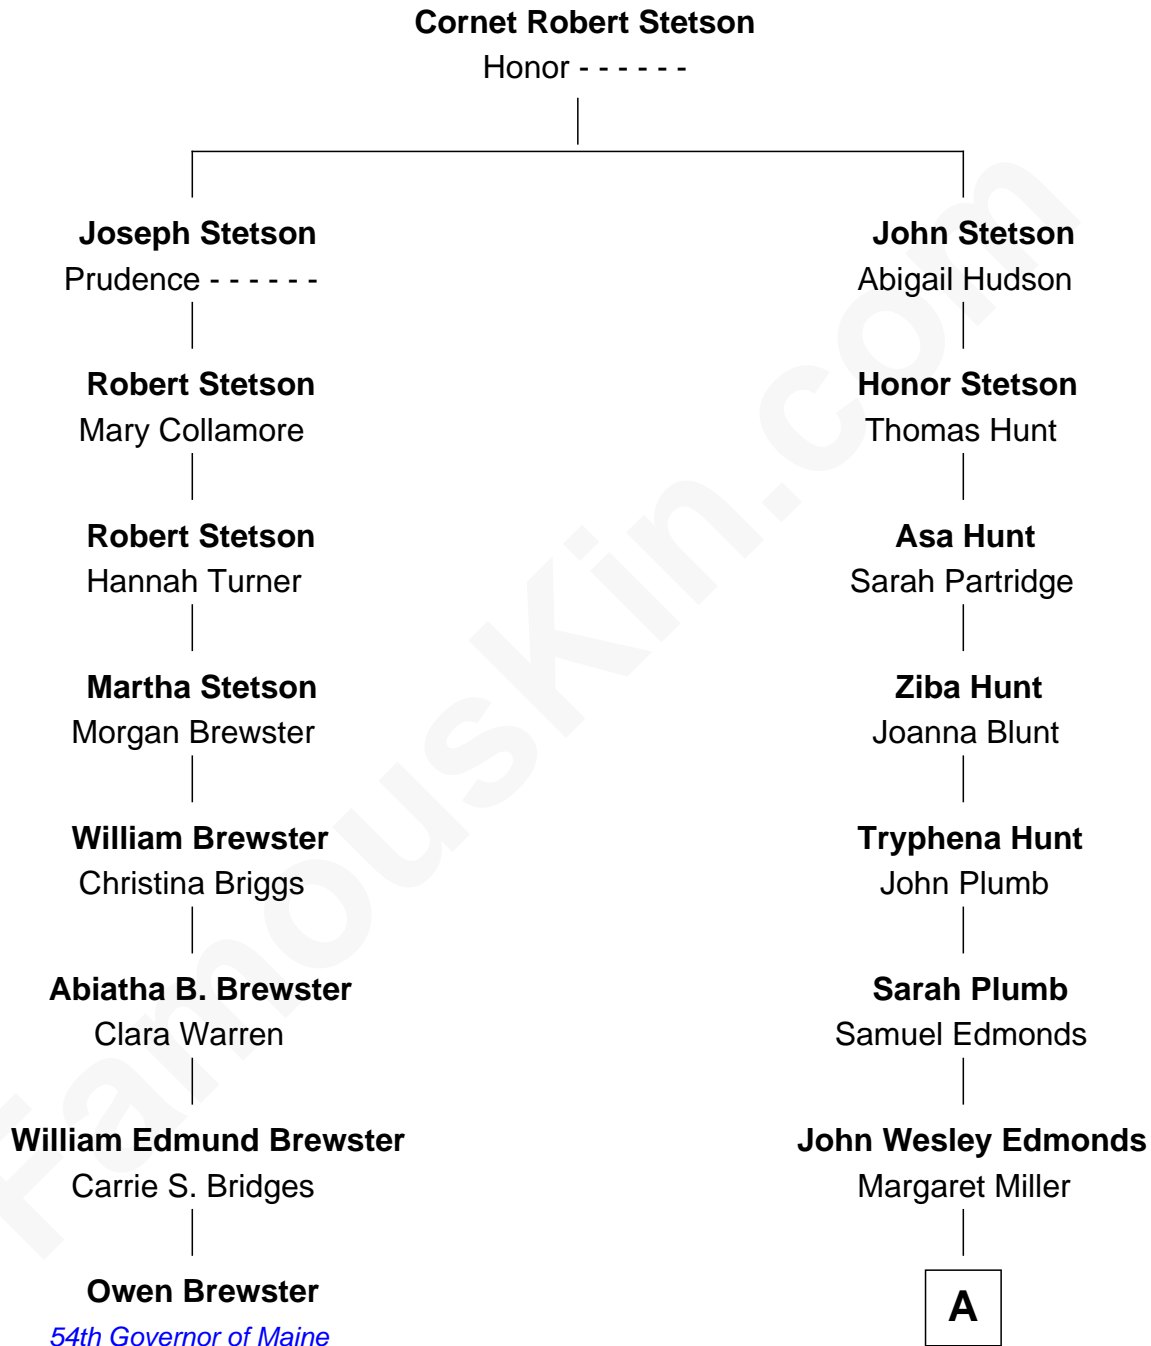 Cornet Robert Stetson
Honor - - - - - -
Joseph Stetson
Prudence - - - - - -
Robert Stetson
Mary Collamore
Robert Stetson
Hannah Turner
Martha Stetson
Morgan Brewster
William Brewster
Christina Briggs
Abiatha B. Brewster
Clara Warren
William Edmund Brewster
Carrie S. Bridges
Owen Brewster
54th Governor of Maine
John Stetson
Abigail Hudson
Honor Stetson
Thomas Hunt
Asa Hunt
Sarah Partridge
Ziba Hunt
Joanna Blunt
Tryphena Hunt
John Plumb
Sarah Plumb
Samuel Edmonds
John Wesley Edmonds
Margaret Miller
A
FamousKin.com